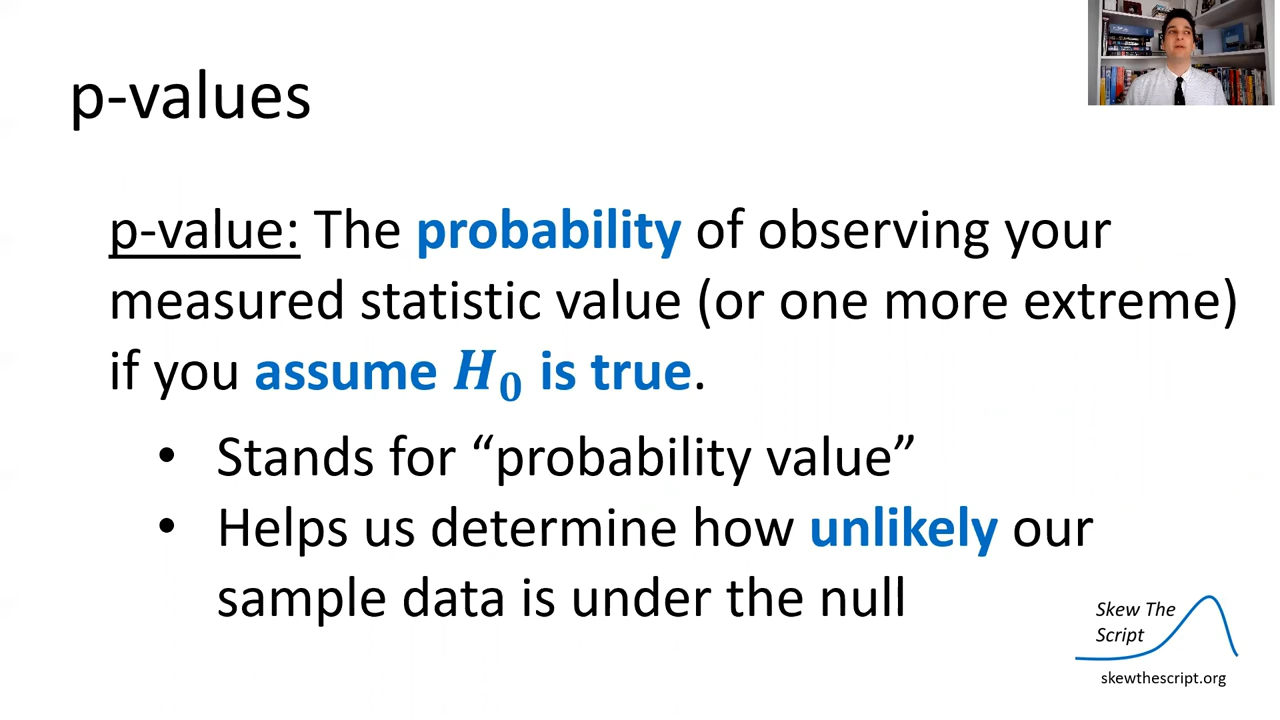 p-values
p-value: The probability of observing your
measured statistic value (or one more extreme)
if you assume H₀ is true.
• Stands for “probability value”
• Helps us determine how unlikely our
sample data is under the null
Skew The
Script
skewthescript.org